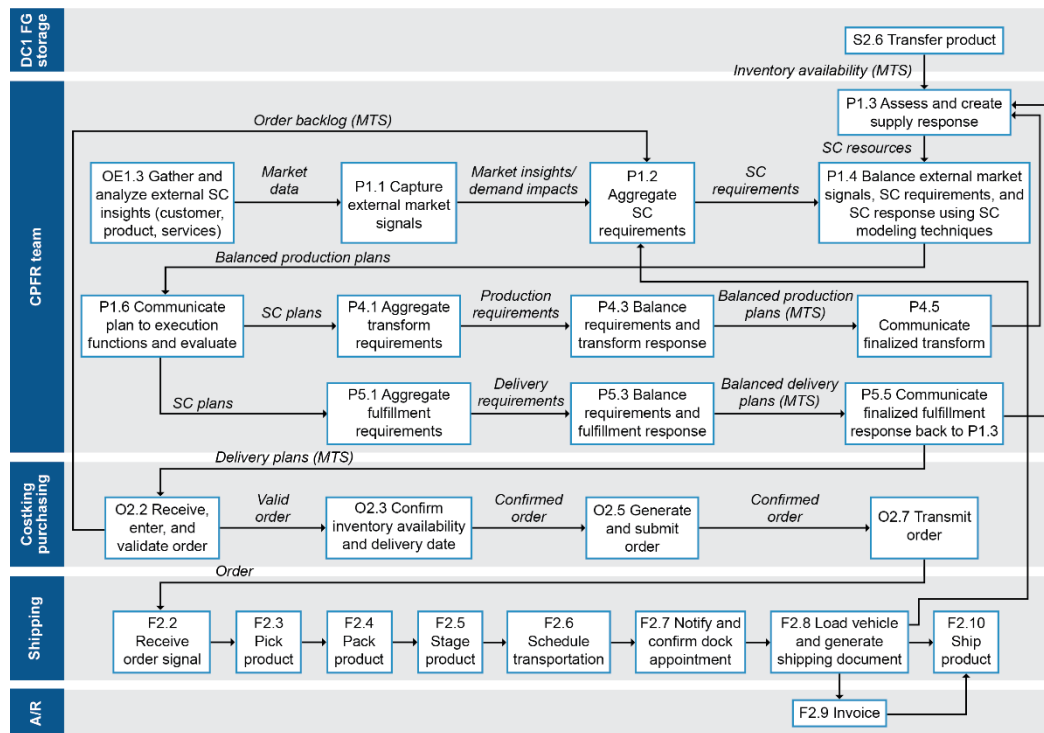 DC1 FG
storage
S2.6 Transfer product
Inventory availability (MTS)
CPFR team
P1.3 Assess and create
supply response
Order backlog (MTS)
SC resources
OE1.3 Gather and
analyze external SC
insights (customer,
product, services)
Market
data
P1.1 Capture
external market
signals
Market insights/
demand impacts
P1.2
Aggregate
SC
requirements
SC
requirements
P1.4 Balance external market
signals, SC requirements, and
SC response using SC
modeling techniques
Balanced production plans
P1.6 Communicate
plan to execution
functions and evaluate
SC plans
P4.1 Aggregate
transform
requirements
Production
requirements
P4.3 Balance
requirements and
transform response
Balanced production
plans (MTS)
P4.5
Communicate
finalized transform
SC plans
P5.1 Aggregate
fulfillment
requirements
Delivery
requirements
P5.3 Balance
requirements and
fulfillment response
Balanced delivery
plans (MTS)
P5.5 Communicate
finalized fulfillment
response back to P1.3
Delivery plans (MTS)
Costking
purchasing
O2.2 Receive,
enter, and
validate order
Valid
order
O2.3 Confirm
inventory availability
and delivery date
Confirmed
order
O2.5 Generate
and submit
order
Confirmed
order
O2.7 Transmit
order
Order
Shipping
F2.2
Receive
order signal
F2.3
Pick
product
F2.4
Pack
product
F2.5
Stage
product
F2.6
Schedule
transportation
F2.7 Notify and
confirm dock
appointment
F2.8 Load vehicle
and generate
shipping document
F2.10
Ship
product
A/R
F2.9 Invoice